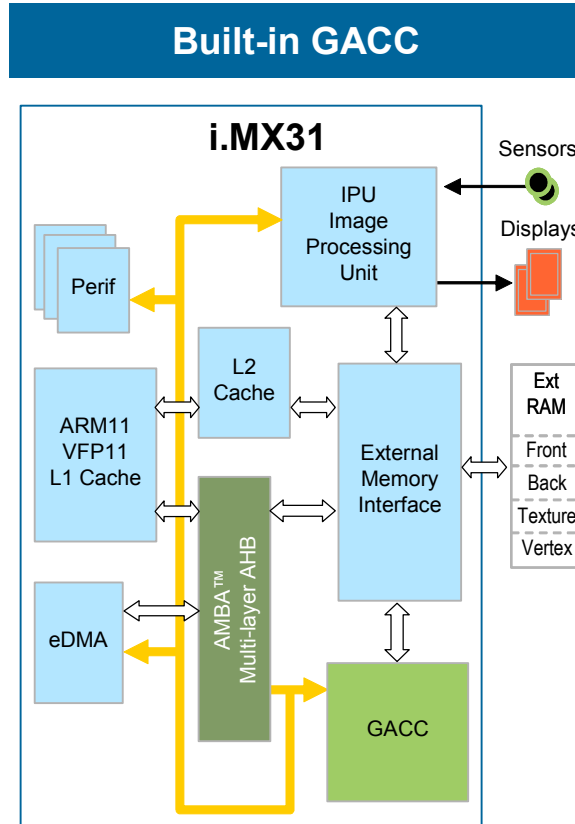 Built-in GACC
i.MX31
Sensors
IPU
Image
Processing
Unit
Displays
Perif
L2
Cache
Ext
RAM
ARM11
VFP11
L1 Cache
External
Memory
Interface
Front
Back
Texture
Vertex
AMBA™
Multi-layer AHB
eDMA
GACC